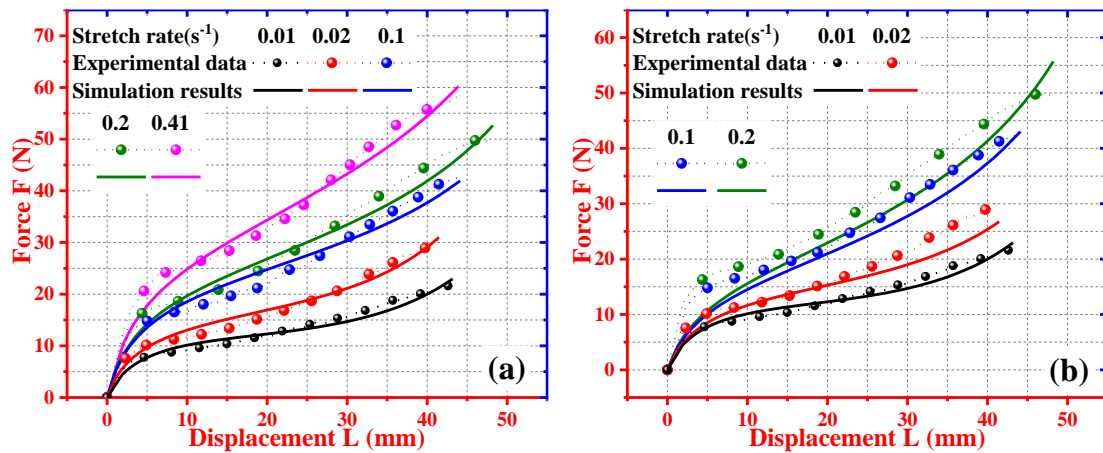 Stretch rate(s⁻¹) 0.01 0.02 0.1
Experimental data
Simulation results
0.2 0.41
70
60
50
40
30
20
10
0
Force F (N)
0 10 20 30 40 50
Displacement L (mm)
(a)
Stretch rate(s⁻¹) 0.01 0.02
Experimental data
Simulation results
0.1 0.2
60
50
40
30
20
10
0
Force F (N)
0 10 20 30 40 50
Displacement L (mm)
(b)